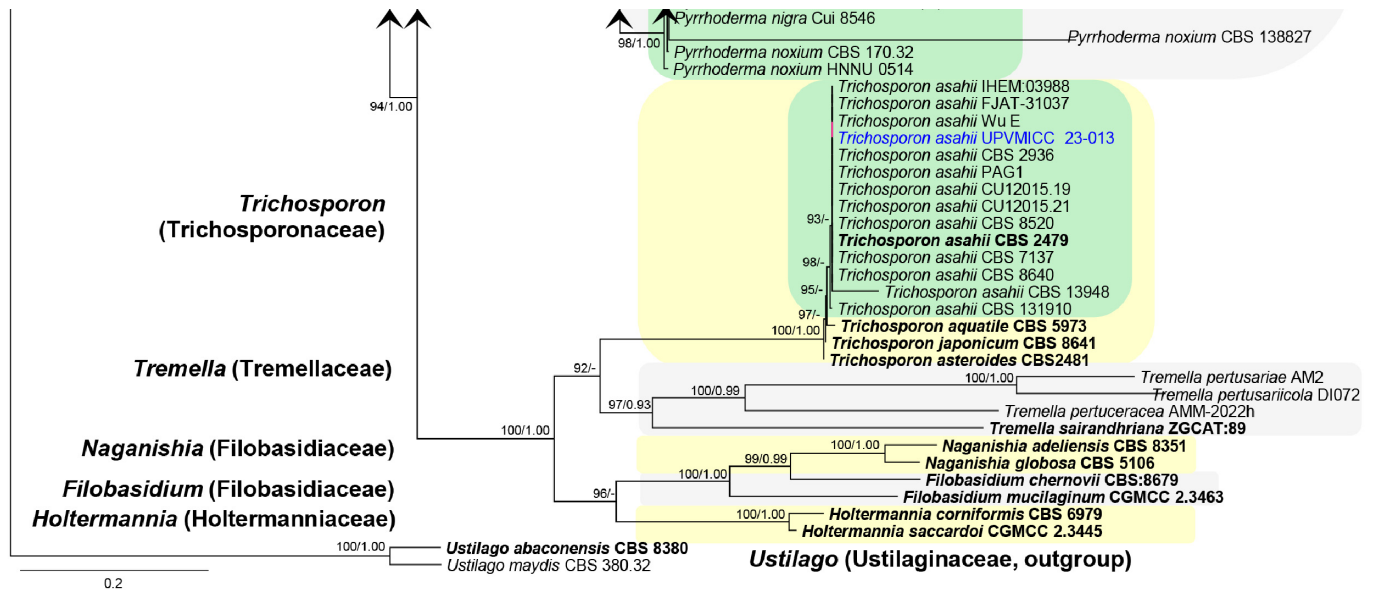 Pyrrhoderma nigra Cui 8546
Pyrrhoderma noxium CBS 138827
98/1.00
Pyrrhoderma noxium CBS 170.32
Pyrrhoderma noxium HNNU 0514
94/1.00
Trichosporon asahii IHEM:03988
Trichosporon asahii FJAT-31037
Trichosporon asahii Wu E
Trichosporon asahii UPVMICC 23-013
Trichosporon asahii CBS 2936
Trichosporon asahii PAG1
Trichosporon asahii CU12015.19
Trichosporon asahii CU12015.21
Trichosporon
(Trichosporonaceae)
93/-
Trichosporon asahii CBS 8520
Trichosporon asahii CBS 2479
98/-
Trichosporon asahii CBS 7137
Trichosporon asahii CBS 8640
95/-
Trichosporon asahii CBS 13948
Trichosporon asahii CBS 131910
97/-
100/1.00
Trichosporon aquatile CBS 5973
Trichosporon japonicum CBS 8641
Trichosporon asteroides CBS2481
Tremella (Tremellaceae)
92/-
100/1.00
Tremella pertusariae AM2
100/0.99
Tremella pertusariicola DI072
97/0.93
Tremella pertuceracea AMM-2022h
Tremella sairandhriana ZGCAT:89
100/1.00
Naganishia (Filobasidiaceae)
100/1.00
Naganishia adeliensis CBS 8351
99/0.99
Naganishia globosa CBS 5106
100/1.00
Filobasidium chernovii CBS:8679
Filobasidium (Filobasidiaceae)
96/-
Filobasidium mucilaginum CGMCC 2.3463
Holtermannia (Holtermanniaceae)
100/1.00
Holtermannia corniformis CBS 6979
Holtermannia saccardoi CGMCC 2.3445
100/1.00
Ustilago abaconensis CBS 8380
Ustilago maydis CBS 380.32
Ustilago (Ustilaginaceae, outgroup)
0.2